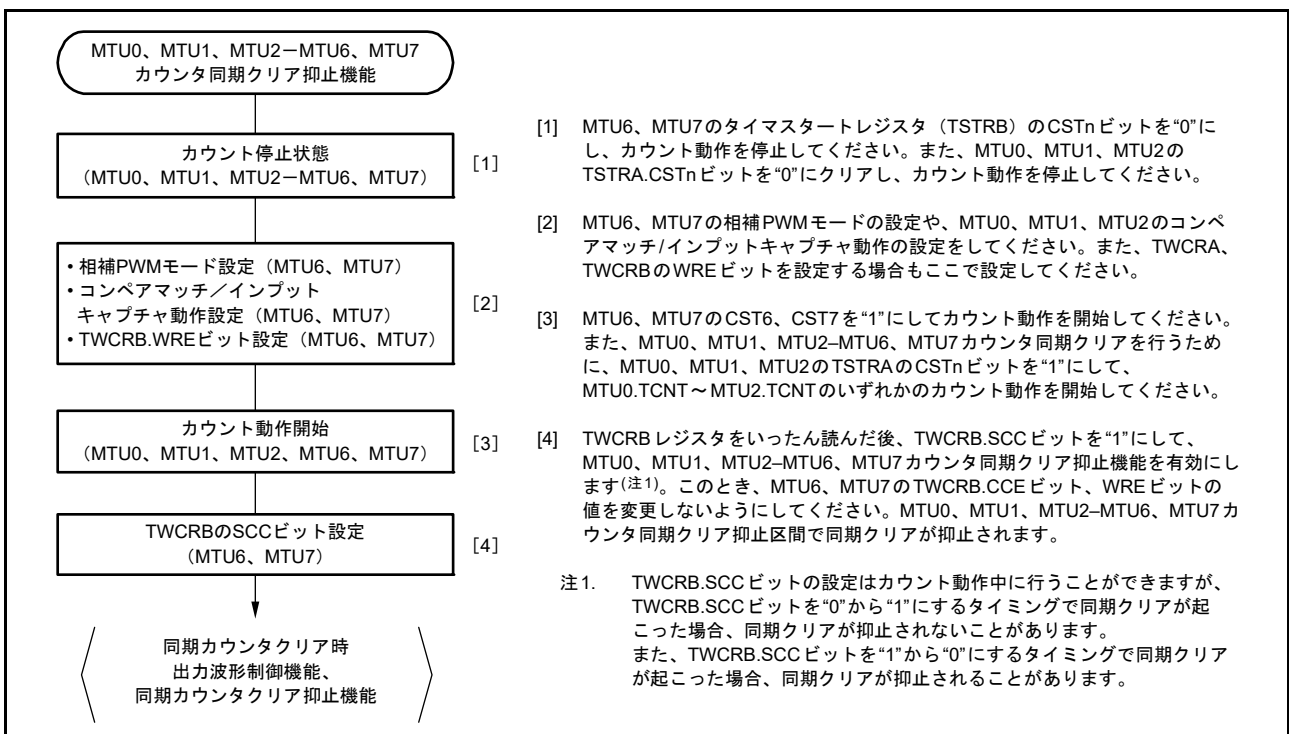 MTU0、MTU1、MTU2－MTU6、MTU7
カウンタ同期クリア抑止機能
カウント停止状態
（MTU0、MTU1、MTU2－MTU6、MTU7）
[1]
• 相補PWMモード設定（MTU6、MTU7）
• コンペアマッチ／インプット
キャプチャ動作設定（MTU6、MTU7）
• TWCRB.WREビット設定（MTU6、MTU7）
[2]
カウント動作開始
（MTU0、MTU1、MTU2、MTU6、MTU7）
[3]
TWCRBのSCCビット設定
（MTU6、MTU7）
[4]
同期カウンタクリア時
出力波形制御機能、
同期カウンタクリア抑止機能
[1] MTU6、MTU7のタイマスタートレジスタ（TSTRB）のCSTnビットを“0”に
し、カウント動作を停止してください。また、MTU0、MTU1、MTU2の
TSTRA.CSTnビットを“0”にクリアし、カウント動作を停止してください。
[2] MTU6、MTU7の相補PWMモードの設定や、MTU0、MTU1、MTU2のコンペ
アマッチ/インプットキャプチャ動作の設定をしてください。また、TWCRA、
TWCRBのWREビットを設定する場合もここで設定してください。
[3] MTU6、MTU7のCST6、CST7を“1”にしてカウント動作を開始してください。
また、MTU0、MTU1、MTU2–MTU6、MTU7カウンタ同期クリアを行うため
に、MTU0、MTU1、MTU2のTSTRAのCSTnビットを“1”にして、
MTU0.TCNT～MTU2.TCNTのいずれかのカウント動作を開始してください。
[4] TWCRBレジスタをいったん読んだ後、TWCRB.SCCビットを“1”にして、
MTU0、MTU1、MTU2–MTU6、MTU7カウンタ同期クリア抑止機能を有効にし
ます(注1)。このとき、MTU6、MTU7のTWCRB.CCEビット、WREビットの
値を変更しないようにしてください。MTU0、MTU1、MTU2–MTU6、MTU7カ
ウンタ同期クリア抑止区間で同期クリアが抑止されます。
注1. TWCRB.SCCビットの設定はカウント動作中に行うことができますが、
TWCRB.SCCビットを“0”から“1”にするタイミングで同期クリアが起
こった場合、同期クリアが抑止されないことがあります。
また、TWCRB.SCCビットを“1”から“0”にするタイミングで同期クリア
が起こった場合、同期クリアが抑止されることがあります。